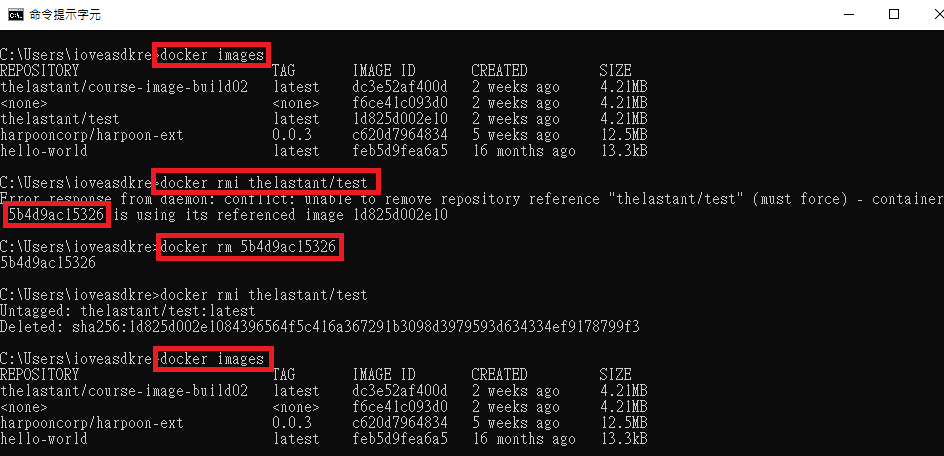 命令提示字元
C:\Users\ioveasdkre>docker images
REPOSITORY TAG IMAGE ID CREATED SIZE
thelastant/course-image-build02 latest dc3e52af400d 2 weeks ago 4.21MB
<none> <none> f6ce41c093d0 2 weeks ago 4.21MB
thelastant/test latest 1d825d002e10 2 weeks ago 4.21MB
harpooncorp/harpoon-ext 0.0.3 c620d7964834 5 weeks ago 12.5MB
hello-world latest feb5d9fea6a5 16 months ago 13.3kB
C:\Users\ioveasdkre>docker rmi thelastant/test
Error response from daemon: conflict: unable to remove repository reference "thelastant/test" (must force) - container
5b4d9ac15326 is using its referenced image 1d825d002e10
C:\Users\ioveasdkre>docker rm 5b4d9ac15326
5b4d9ac15326
C:\Users\ioveasdkre>docker rmi thelastant/test
Untagged: thelastant/test:latest
Deleted: sha256:1d825d002e1084396564f5c416a367291b3098d3979593d634334ef9178799f3
C:\Users\ioveasdkre>docker images
REPOSITORY TAG IMAGE ID CREATED SIZE
thelastant/course-image-build02 latest dc3e52af400d 2 weeks ago 4.21MB
<none> <none> f6ce41c093d0 2 weeks ago 4.21MB
harpooncorp/harpoon-ext 0.0.3 c620d7964834 5 weeks ago 12.5MB
hello-world latest feb5d9fea6a5 16 months ago 13.3kB